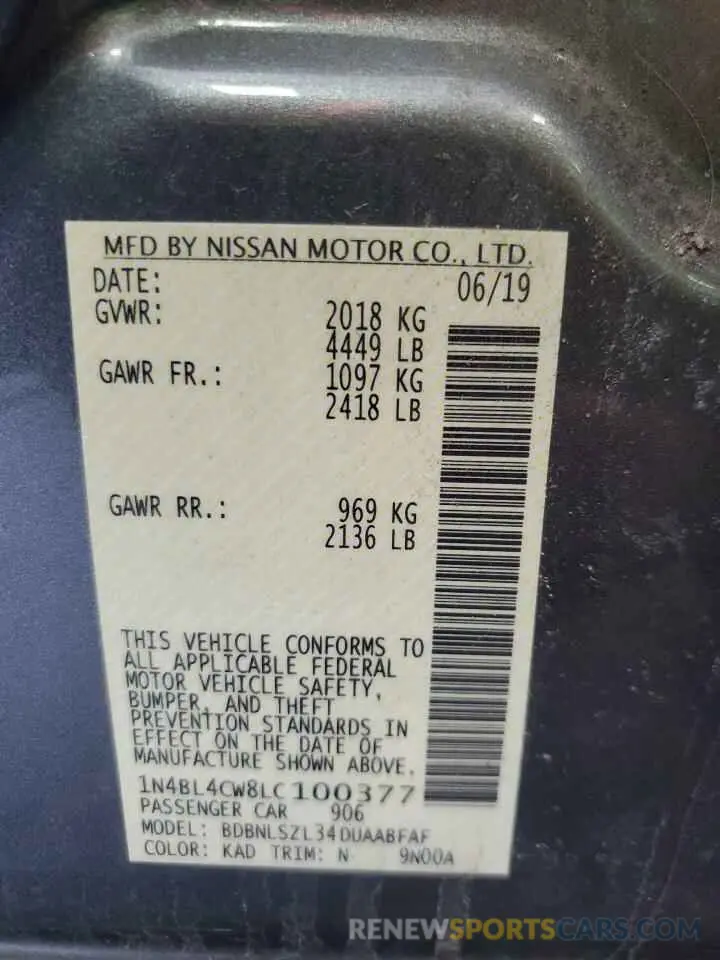 MFD BY NISSAN MOTOR CO., LTD.
DATE: 06/19
GVWR: 2018 KG
4449 LB
GAWR FR.: 1097 KG
2418 LB
GAWR RR.: 969 KG
2136 LB
THIS VEHICLE CONFORMS TO
ALL APPLICABLE FEDERAL
MOTOR VEHICLE SAFETY,
BUMPER, AND THEFT
PREVENTION STANDARDS IN
EFFECT ON THE DATE OF
MANUFACTURE SHOWN ABOVE.
1N4BL4CW8LC100377
PASSENGER CAR 906
MODEL: BDBNLSZL34DUAABFAF
COLOR: KAD TRIM: N 9N00A
RENEWSPORTSCARS.COM